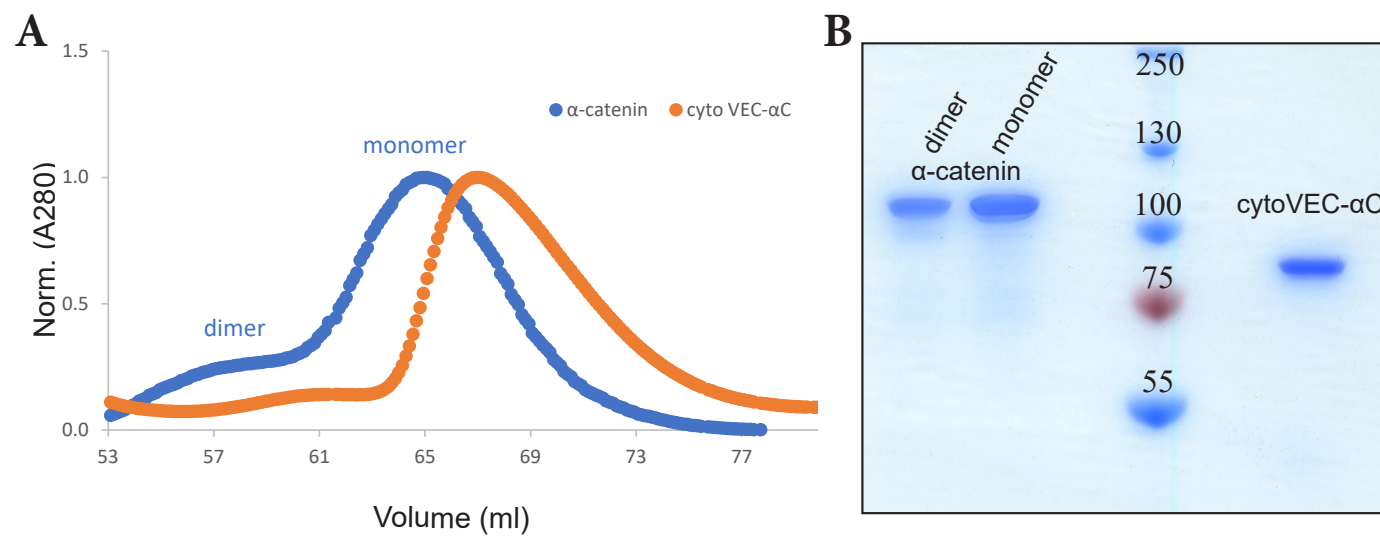 A
1.5
1.0
0.5
0.0
Norm. (A280)
α-catenin
cyto VEC-αC
monomer
dimer
53
57
61
65
69
73
77
Volume (ml)
B
dimer
monomer
α-catenin
250
130
100
75
55
cytoVEC-αC